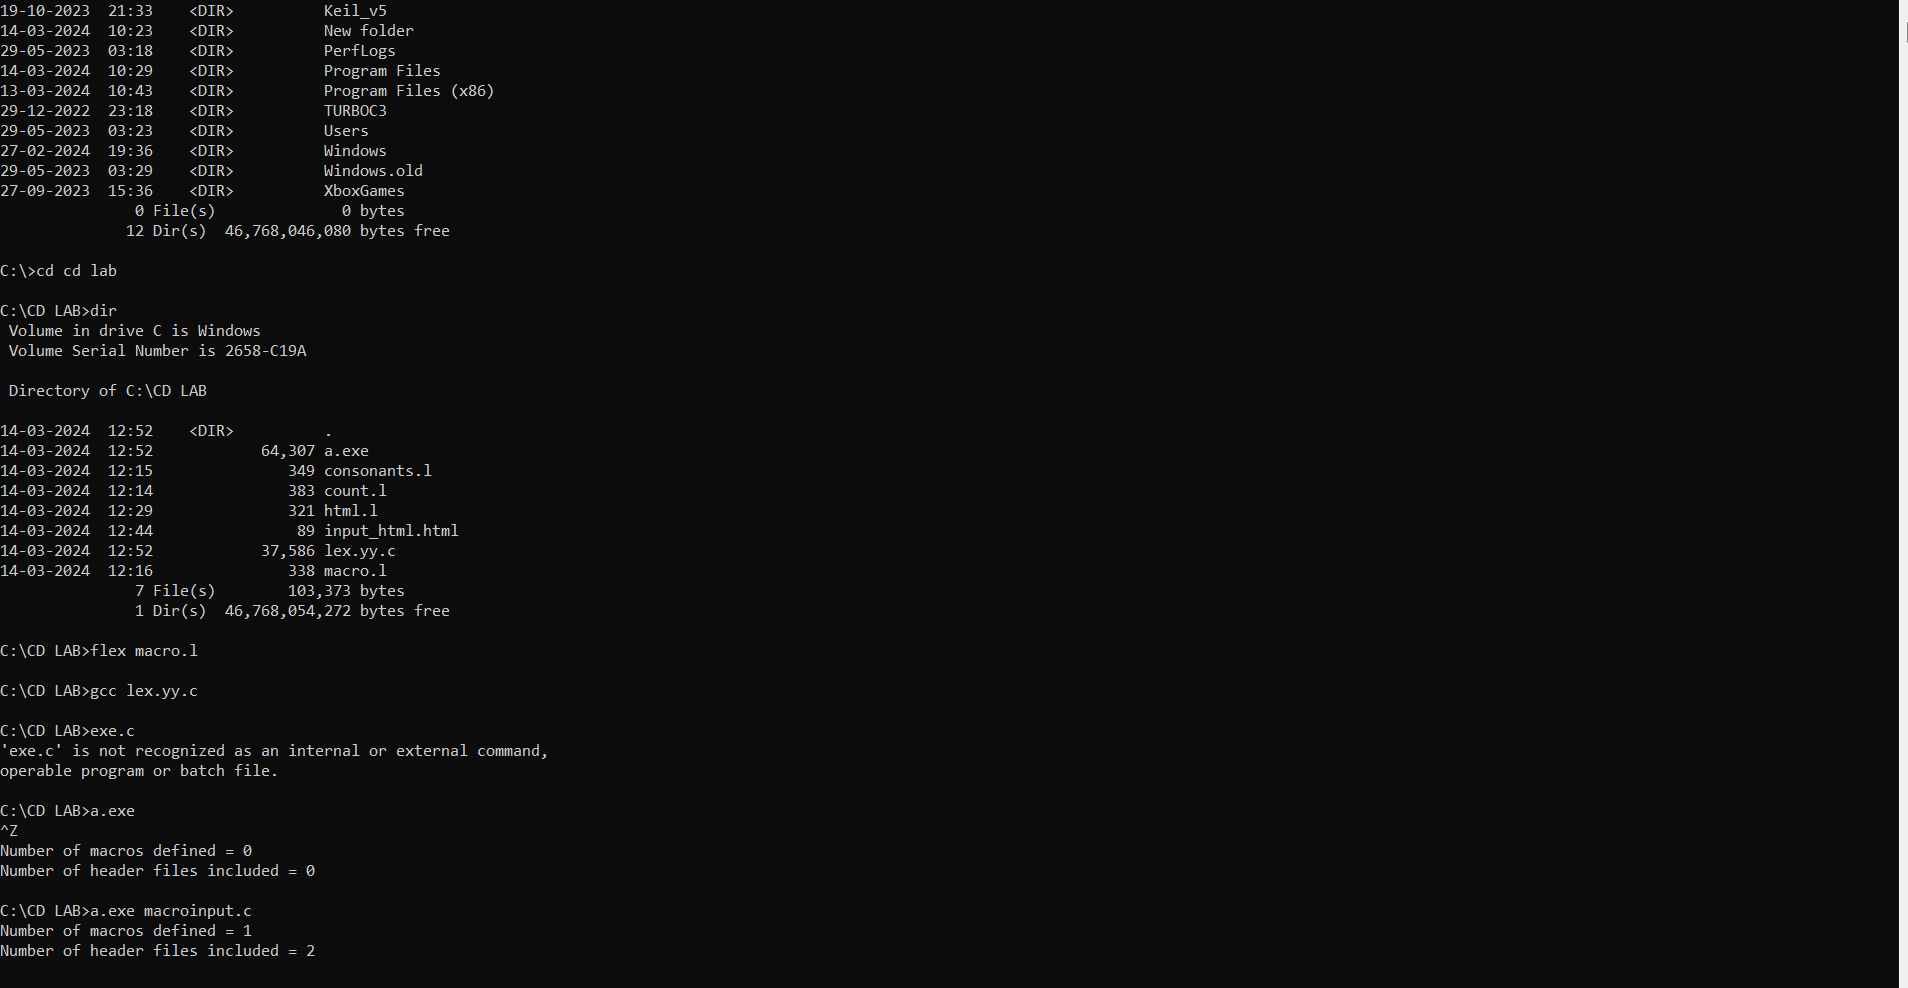 19-10-2023  21:33    <DIR>          Keil_v5
14-03-2024  10:23    <DIR>          New folder
29-05-2023  03:18    <DIR>          PerfLogs
14-03-2024  10:29    <DIR>          Program Files
13-03-2024  10:43    <DIR>          Program Files (x86)
29-12-2022  23:18    <DIR>          TURBOC3
29-05-2023  03:23    <DIR>          Users
27-02-2024  19:36    <DIR>          Windows
29-05-2023  03:29    <DIR>          Windows.old
27-09-2023  15:36    <DIR>          XboxGames
               0 File(s)              0 bytes
              12 Dir(s)  46,768,046,080 bytes free
C:\>cd cd lab
C:\CD LAB>dir
 Volume in drive C is Windows
 Volume Serial Number is 2658-C19A
 Directory of C:\CD LAB
14-03-2024  12:52    <DIR>          .
14-03-2024  12:52            64,307 a.exe
14-03-2024  12:15               349 consonants.l
14-03-2024  12:14               383 count.l
14-03-2024  12:29               321 html.l
14-03-2024  12:44                89 input_html.html
14-03-2024  12:52            37,586 lex.yy.c
14-03-2024  12:16               338 macro.l
               7 File(s)        103,373 bytes
               1 Dir(s)  46,768,054,272 bytes free
C:\CD LAB>flex macro.l
C:\CD LAB>gcc lex.yy.c
C:\CD LAB>exe.c
'exe.c' is not recognized as an internal or external command,
operable program or batch file.
C:\CD LAB>a.exe
^Z
Number of macros defined = 0
Number of header files included = 0
C:\CD LAB>a.exe macroinput.c
Number of macros defined = 1
Number of header files included = 2